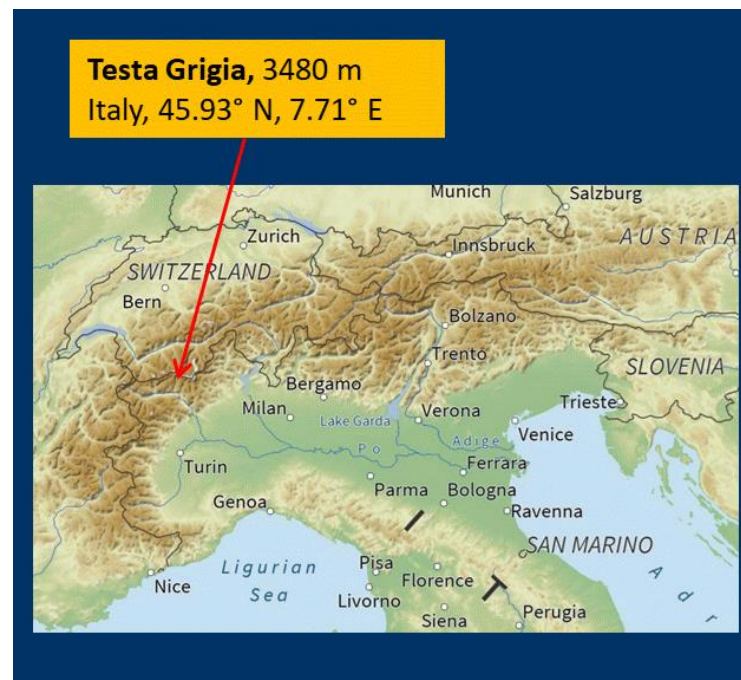 Testa Grigia, 3480 m
Italy, 45.93° N, 7.71° E
Munich
Salzburg
Zurich
Innsbruck
AUSTRIA
SWITZERLAND
Bern
Bolzano
Trento
SLOVENIA
Bergamo
Milan
Lake Garda
Verona
Trieste
Venice
Po
Adige
Turin
Ferrara
Parma
Bologna
Genoa
Ravenna
SAN MARINO
Ligurian
Sea
Pisa
Florence
Nice
Livorno
Siena
Perugia
I
T
Adr